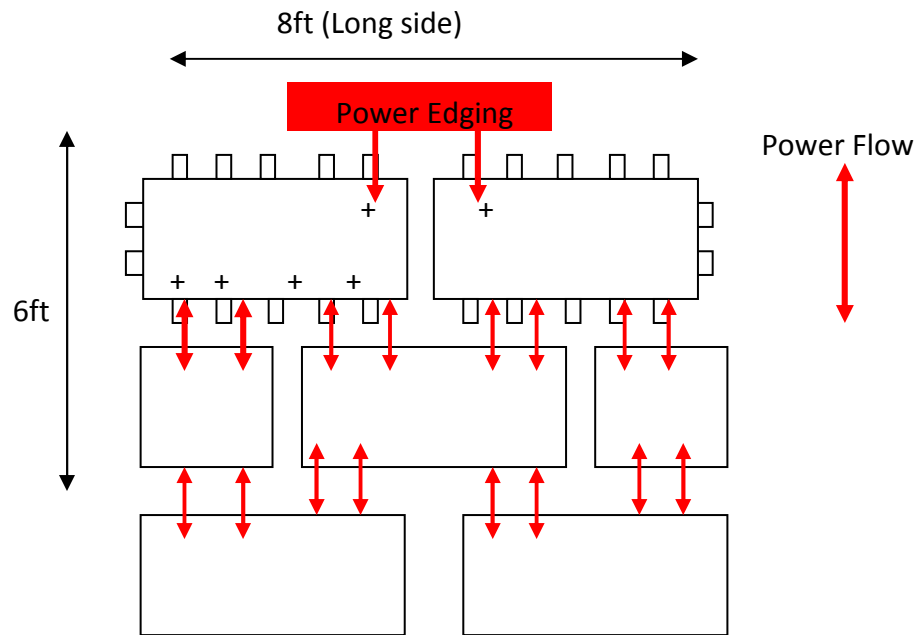 8ft (Long side)
Power Edging
Power Flow
+ +
+ + + +
6ft